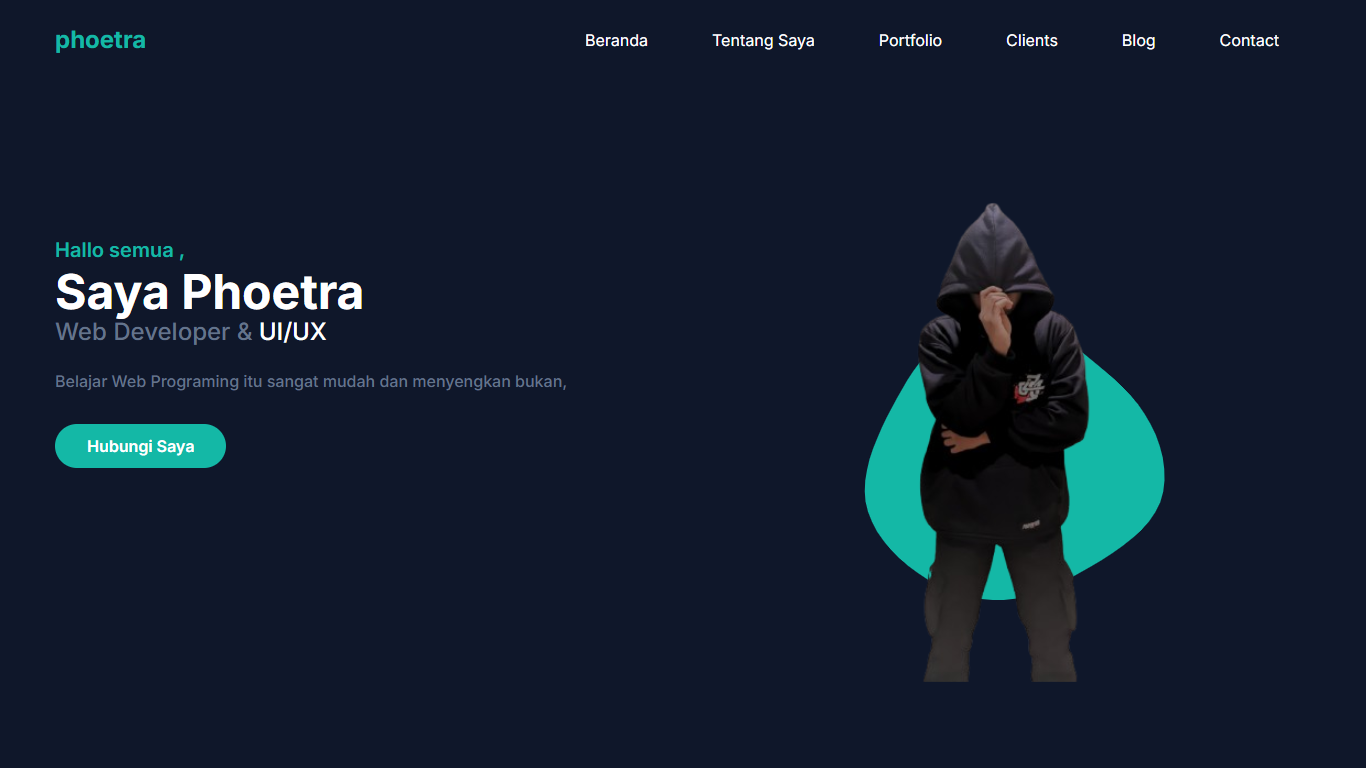 phoetra
Beranda Tentang Saya Portfolio Clients Blog Contact
Hallo semua ,
Saya Phoetra
Web Developer & UI/UX
Belajar Web Programing itu sangat mudah dan menyengkan bukan,
Hubungi Saya